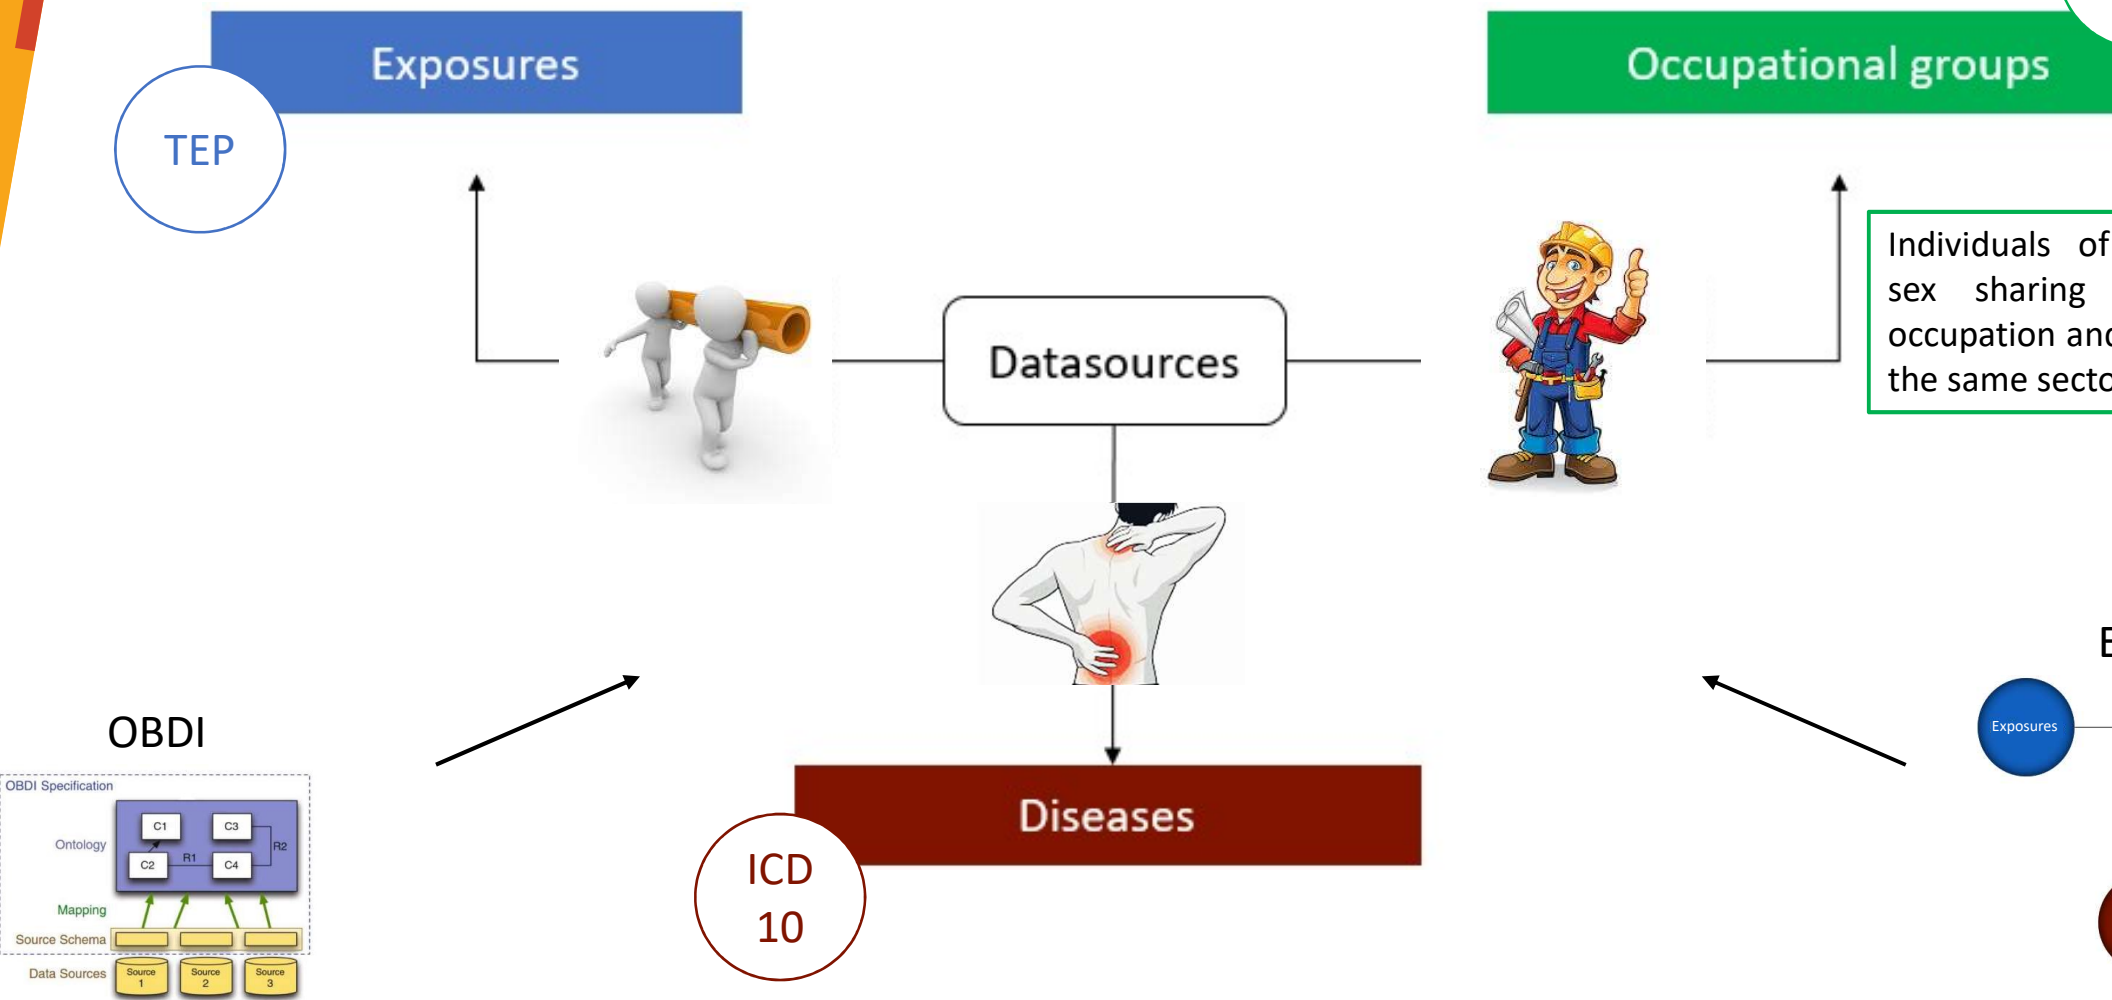 Exposures
Occupational groups
TEP
Individuals of
sex sharing
occupation and
the same secto
Datasources
E
Exposures
OBDI
OBDI Specification
C1
C3
Ontology
R2
C2
R1
C4
Mapping
Source Schema
Data Sources
Source
1
Source
2
Source
3
Diseases
ICD
10